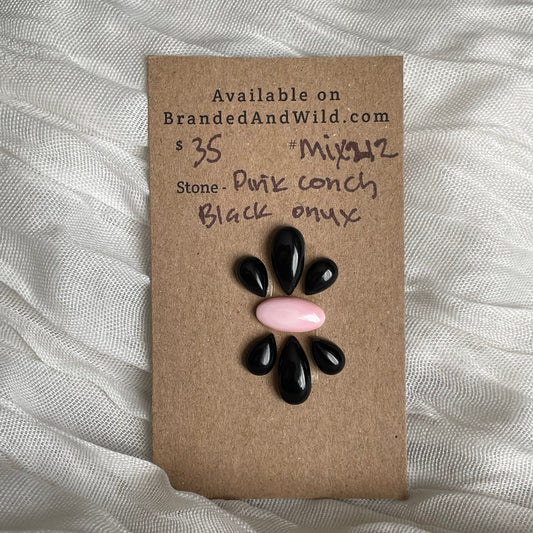 Available on
BrandedAndWild.com
$ 35 #Mix212
Stone - Pink conch
Black onyx